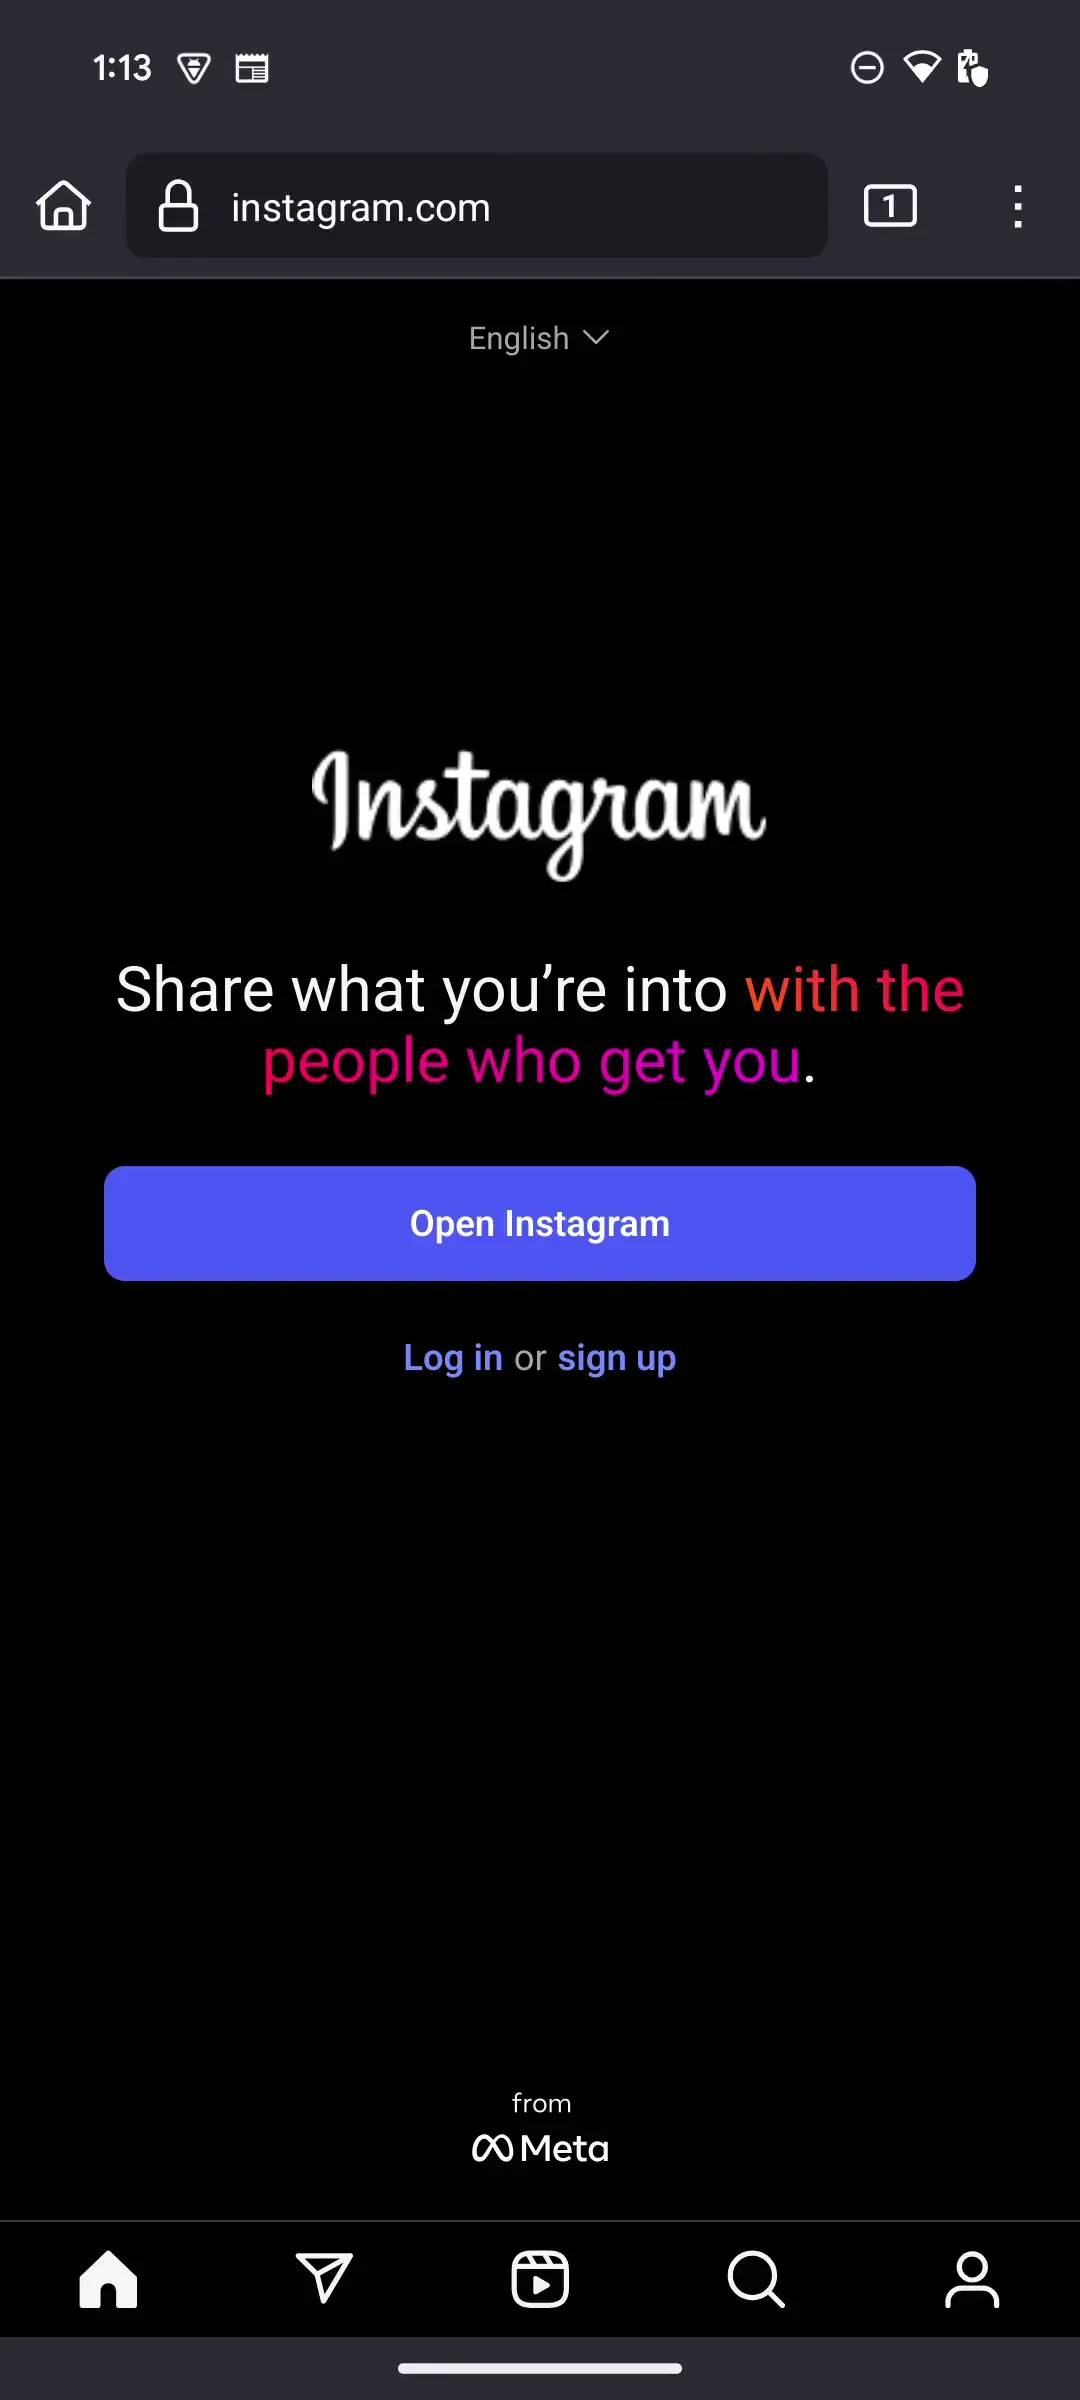 1:13
instagram.com
1
English
Instagram
Share what you’re into with the
people who get you.
Open Instagram
Log in or sign up
from
Meta